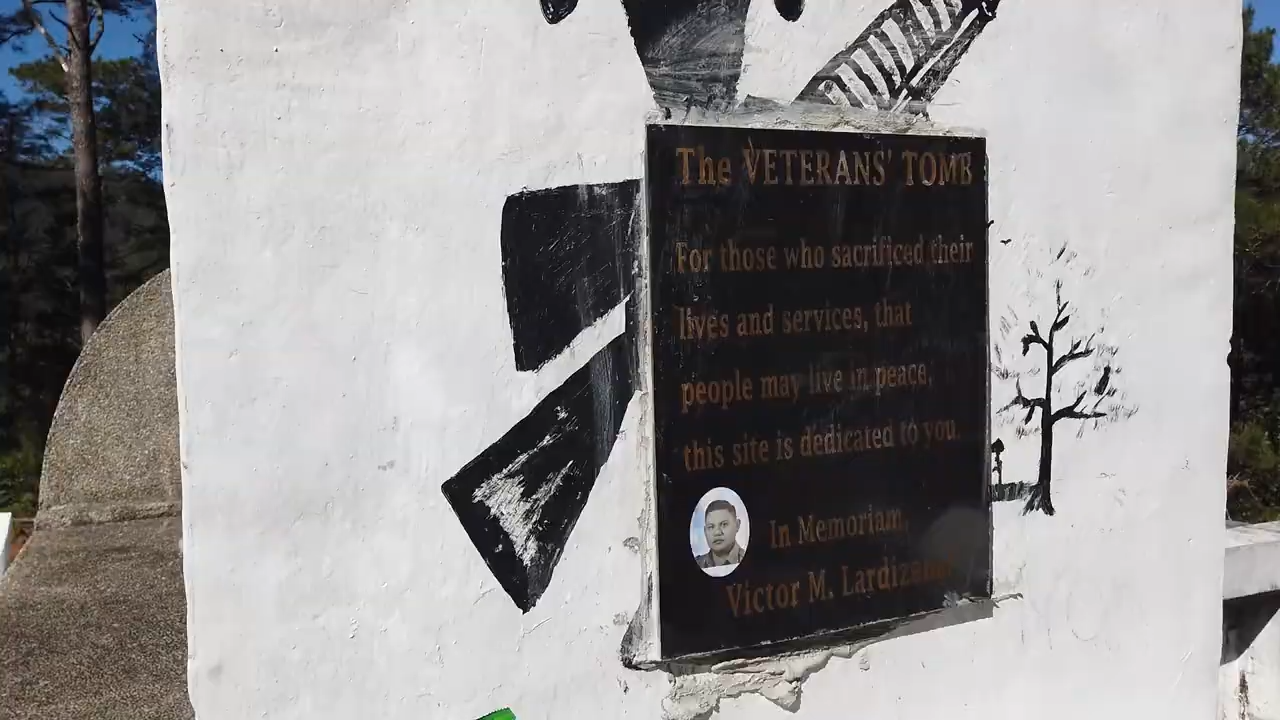 The VETERANS' TOMB
For those who sacrificed their
lives and services, that
people may live in peace,
this site is dedicated to you.
In Memoriam,
Victor M.